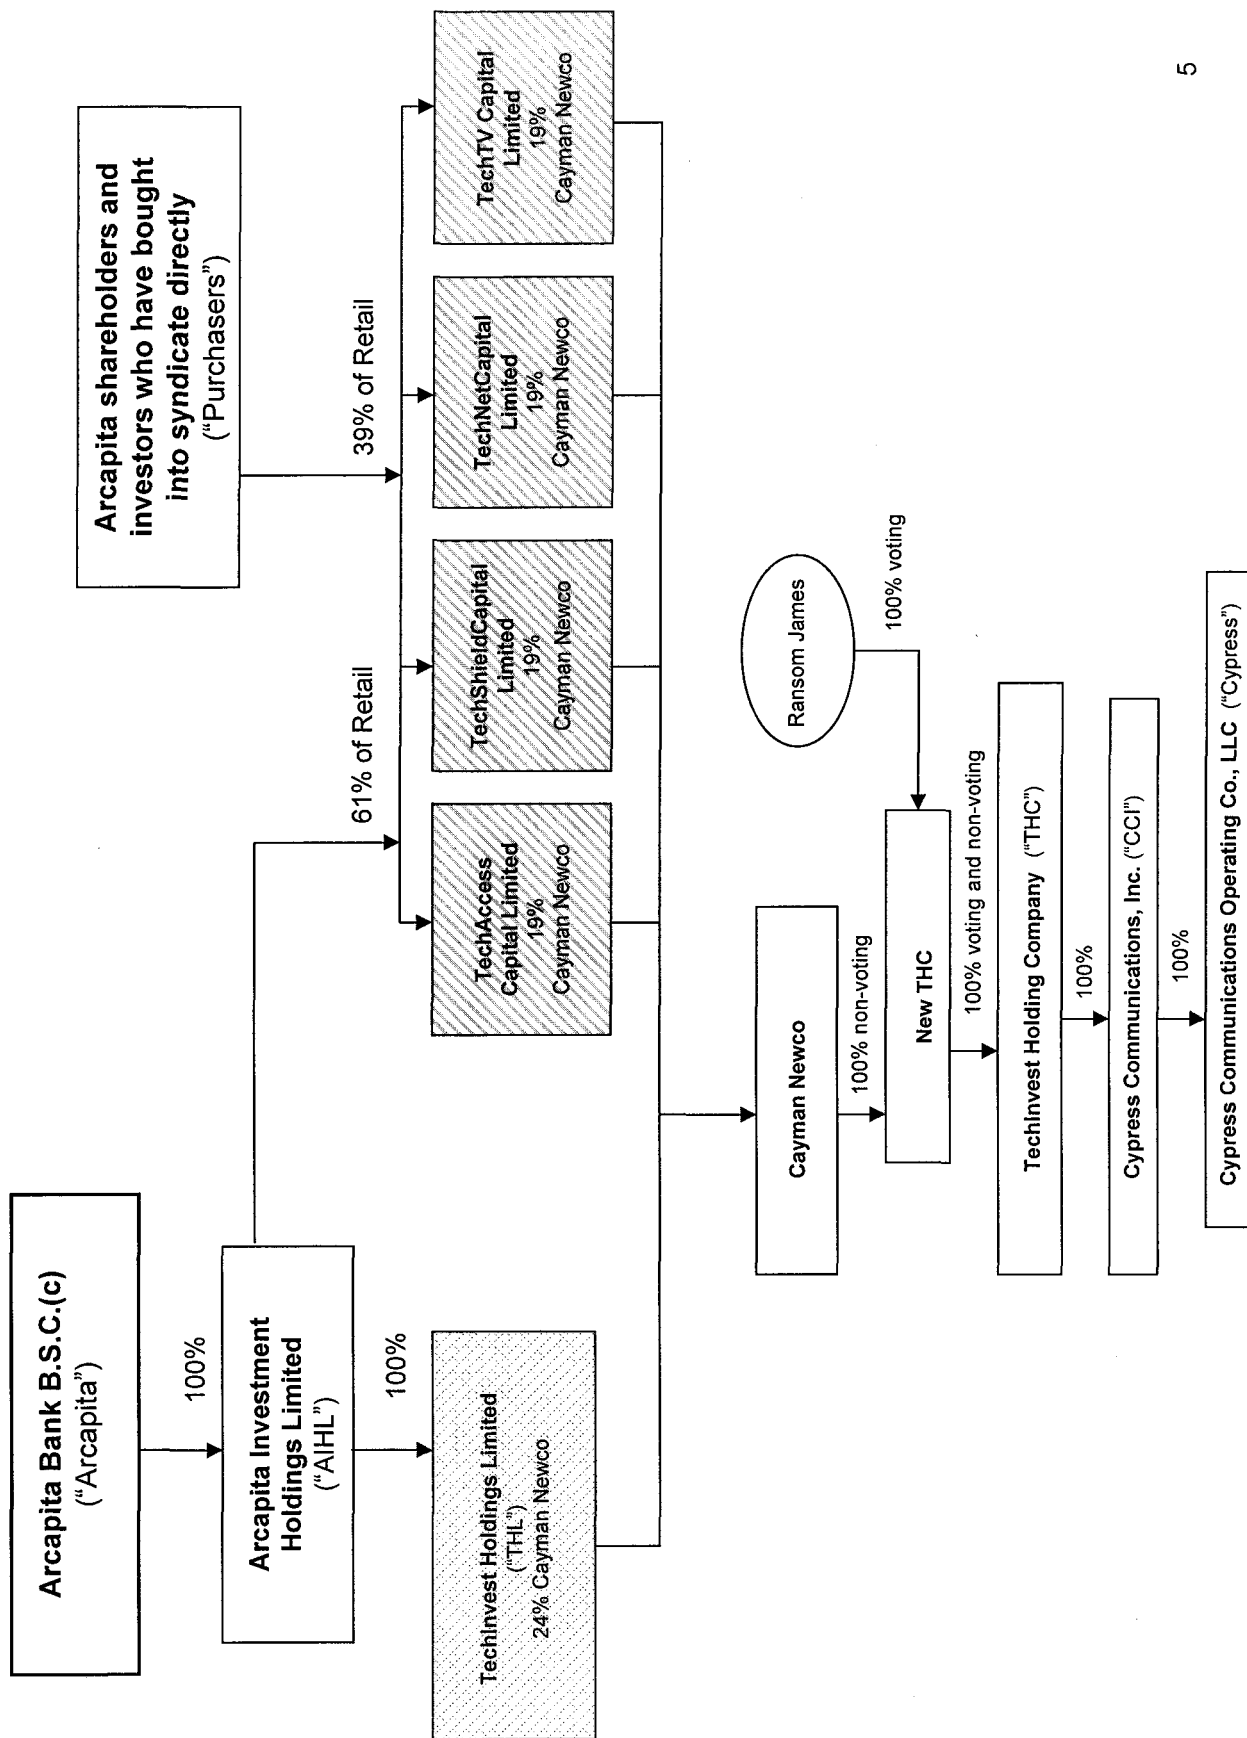 Arcapita Bank B.S.C.(c)
(“Arcapita”)
100%
Arcapita Investment
Holdings Limited
(“AIHL”)
100%
Arcapita shareholders and
investors who have bought
into syndicate directly
(“Purchasers”)
61% of Retail
39% of Retail
TechInvest Holdings Limited
(“THL”)
24% Cayman Newco
TechAccess
Capital Limited
19%
Cayman Newco
TechShieldCapital
Limited
19%
Cayman Newco
TechNetCapital
Limited
19%
Cayman Newco
TechTV Capital
Limited
19%
Cayman Newco
Cayman Newco
Ransom James
100% non-voting
100% voting
New THC
100% voting and non-voting
TechInvest Holding Company (“THC”)
100%
Cypress Communications, Inc. (“CCI”)
100%
Cypress Communications Operating Co., LLC (“Cypress”)
5